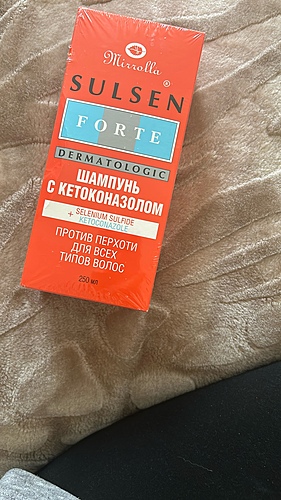 Mirrolla
SULSEN®
FORTE
DERMATOLOGIC
ШАМПУНЬ
С КЕТОКОНАЗОЛОМ
+ SELENIUM SULFIDE
KETOCONAZOLE
ПРОТИВ ПЕРХОТИ
ДЛЯ ВСЕХ
ТИПОВ ВОЛОС
250 мл